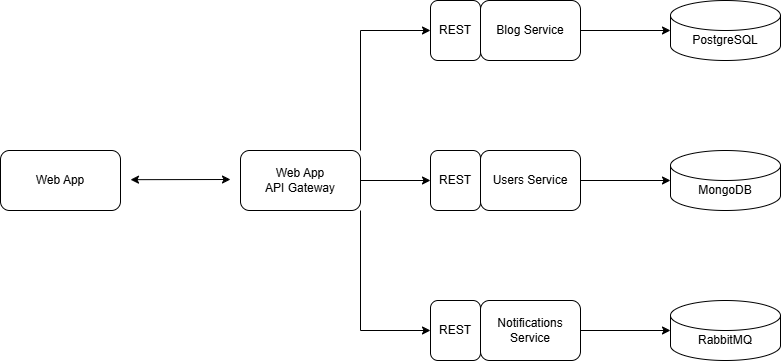 REST
Blog Service
PostgreSQL
Web App
Web App
API Gateway
REST
Users Service
MongoDB
REST
Notifications
Service
RabbitMQ